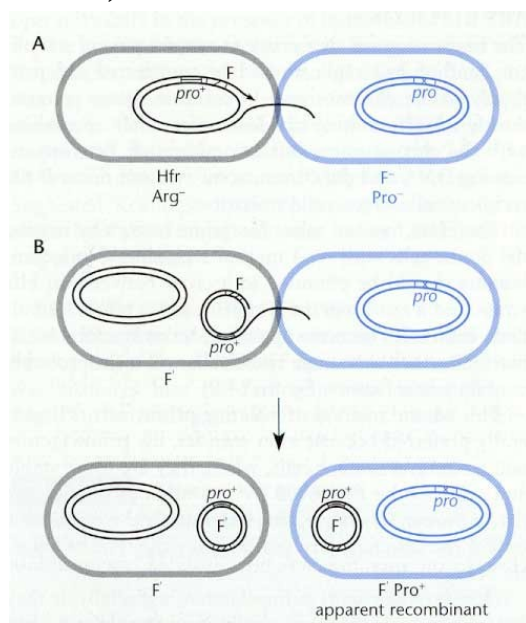 A
F
pro+
pro
Hfr
Arg−
F−
Pro−
B
F
pro+
pro
F′
pro+
F′
pro+
F′
pro
F′
F′ Pro+
apparent recombinant